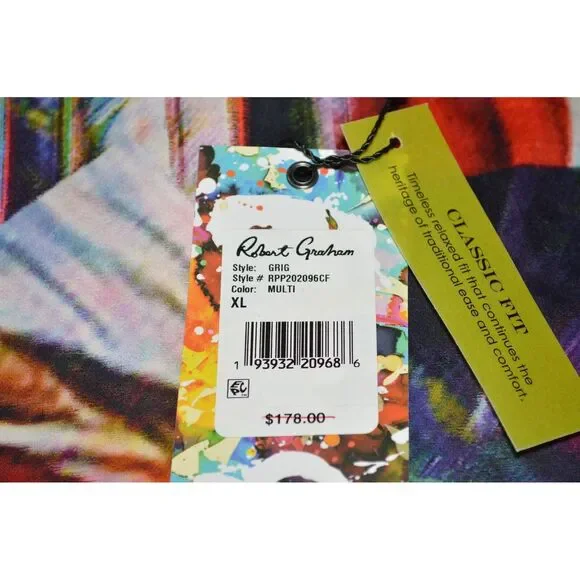 Robert Graham
Style: GRIG
Style # RPP202096CF
Color: MULTI
XL
1 93932 20968 6
$178.00
CLASSIC FIT
Timeless relaxed fit that continues the
heritage of traditional ease and comfort.